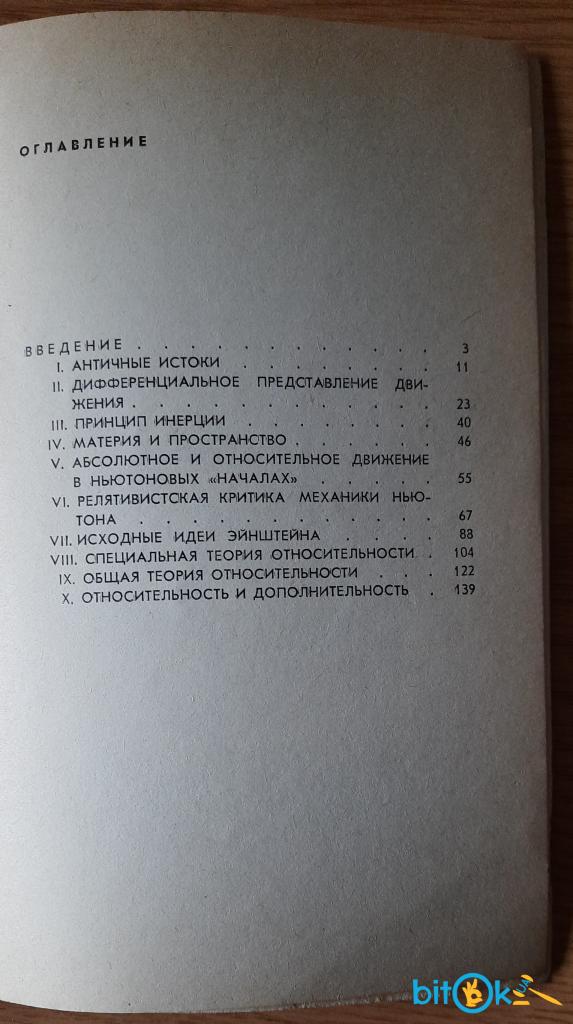 ОГЛАВЛЕНИЕ
ВВЕДЕНИЕ . . . . . . . . . . . . 3
I. АНТИЧНЫЕ ИСТОКИ . . . . . . . 11
II. ДИФФЕРЕНЦИАЛЬНОЕ ПРЕДСТАВЛЕНИЕ ДВИ-
ЖЕНИЯ . . . . . . . . . . . . 23
III. ПРИНЦИП ИНЕРЦИИ . . . . . . . 40
IV. МАТЕРИЯ И ПРОСТРАНСТВО . . . . . 46
V. АБСОЛЮТНОЕ И ОТНОСИТЕЛЬНОЕ ДВИЖЕНИЕ
В НЬЮТОНОВЫХ «НАЧАЛАХ» . . . . . 55
VI. РЕЛЯТИВИСТСКАЯ КРИТИКА МЕХАНИКИ НЬЮ-
ТОНА . . . . . . . . . . . . 67
VII. ИСХОДНЫЕ ИДЕИ ЭЙНШТЕЙНА . . . . 88
VIII. СПЕЦИАЛЬНАЯ ТЕОРИЯ ОТНОСИТЕЛЬНОСТИ . 104
IX. ОБЩАЯ ТЕОРИЯ ОТНОСИТЕЛЬНОСТИ . . . 122
X. ОТНОСИТЕЛЬНОСТЬ И ДОПОЛНИТЕЛЬНОСТЬ . 139
bitOk UA